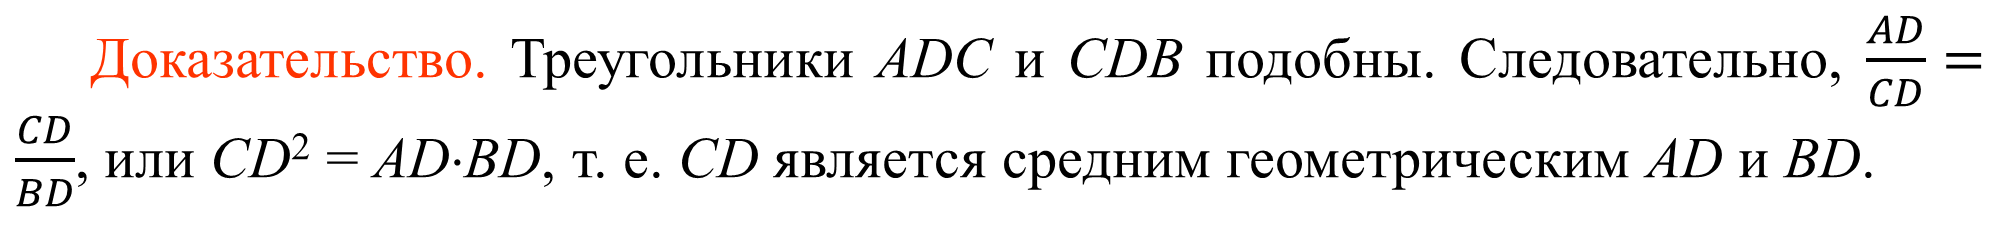 Доказательство. Треугольники ADC и CDB подобны. Следовательно, AD/CD =
CD/BD, или CD² = AD·BD, т. е. CD является средним геометрическим AD и BD.